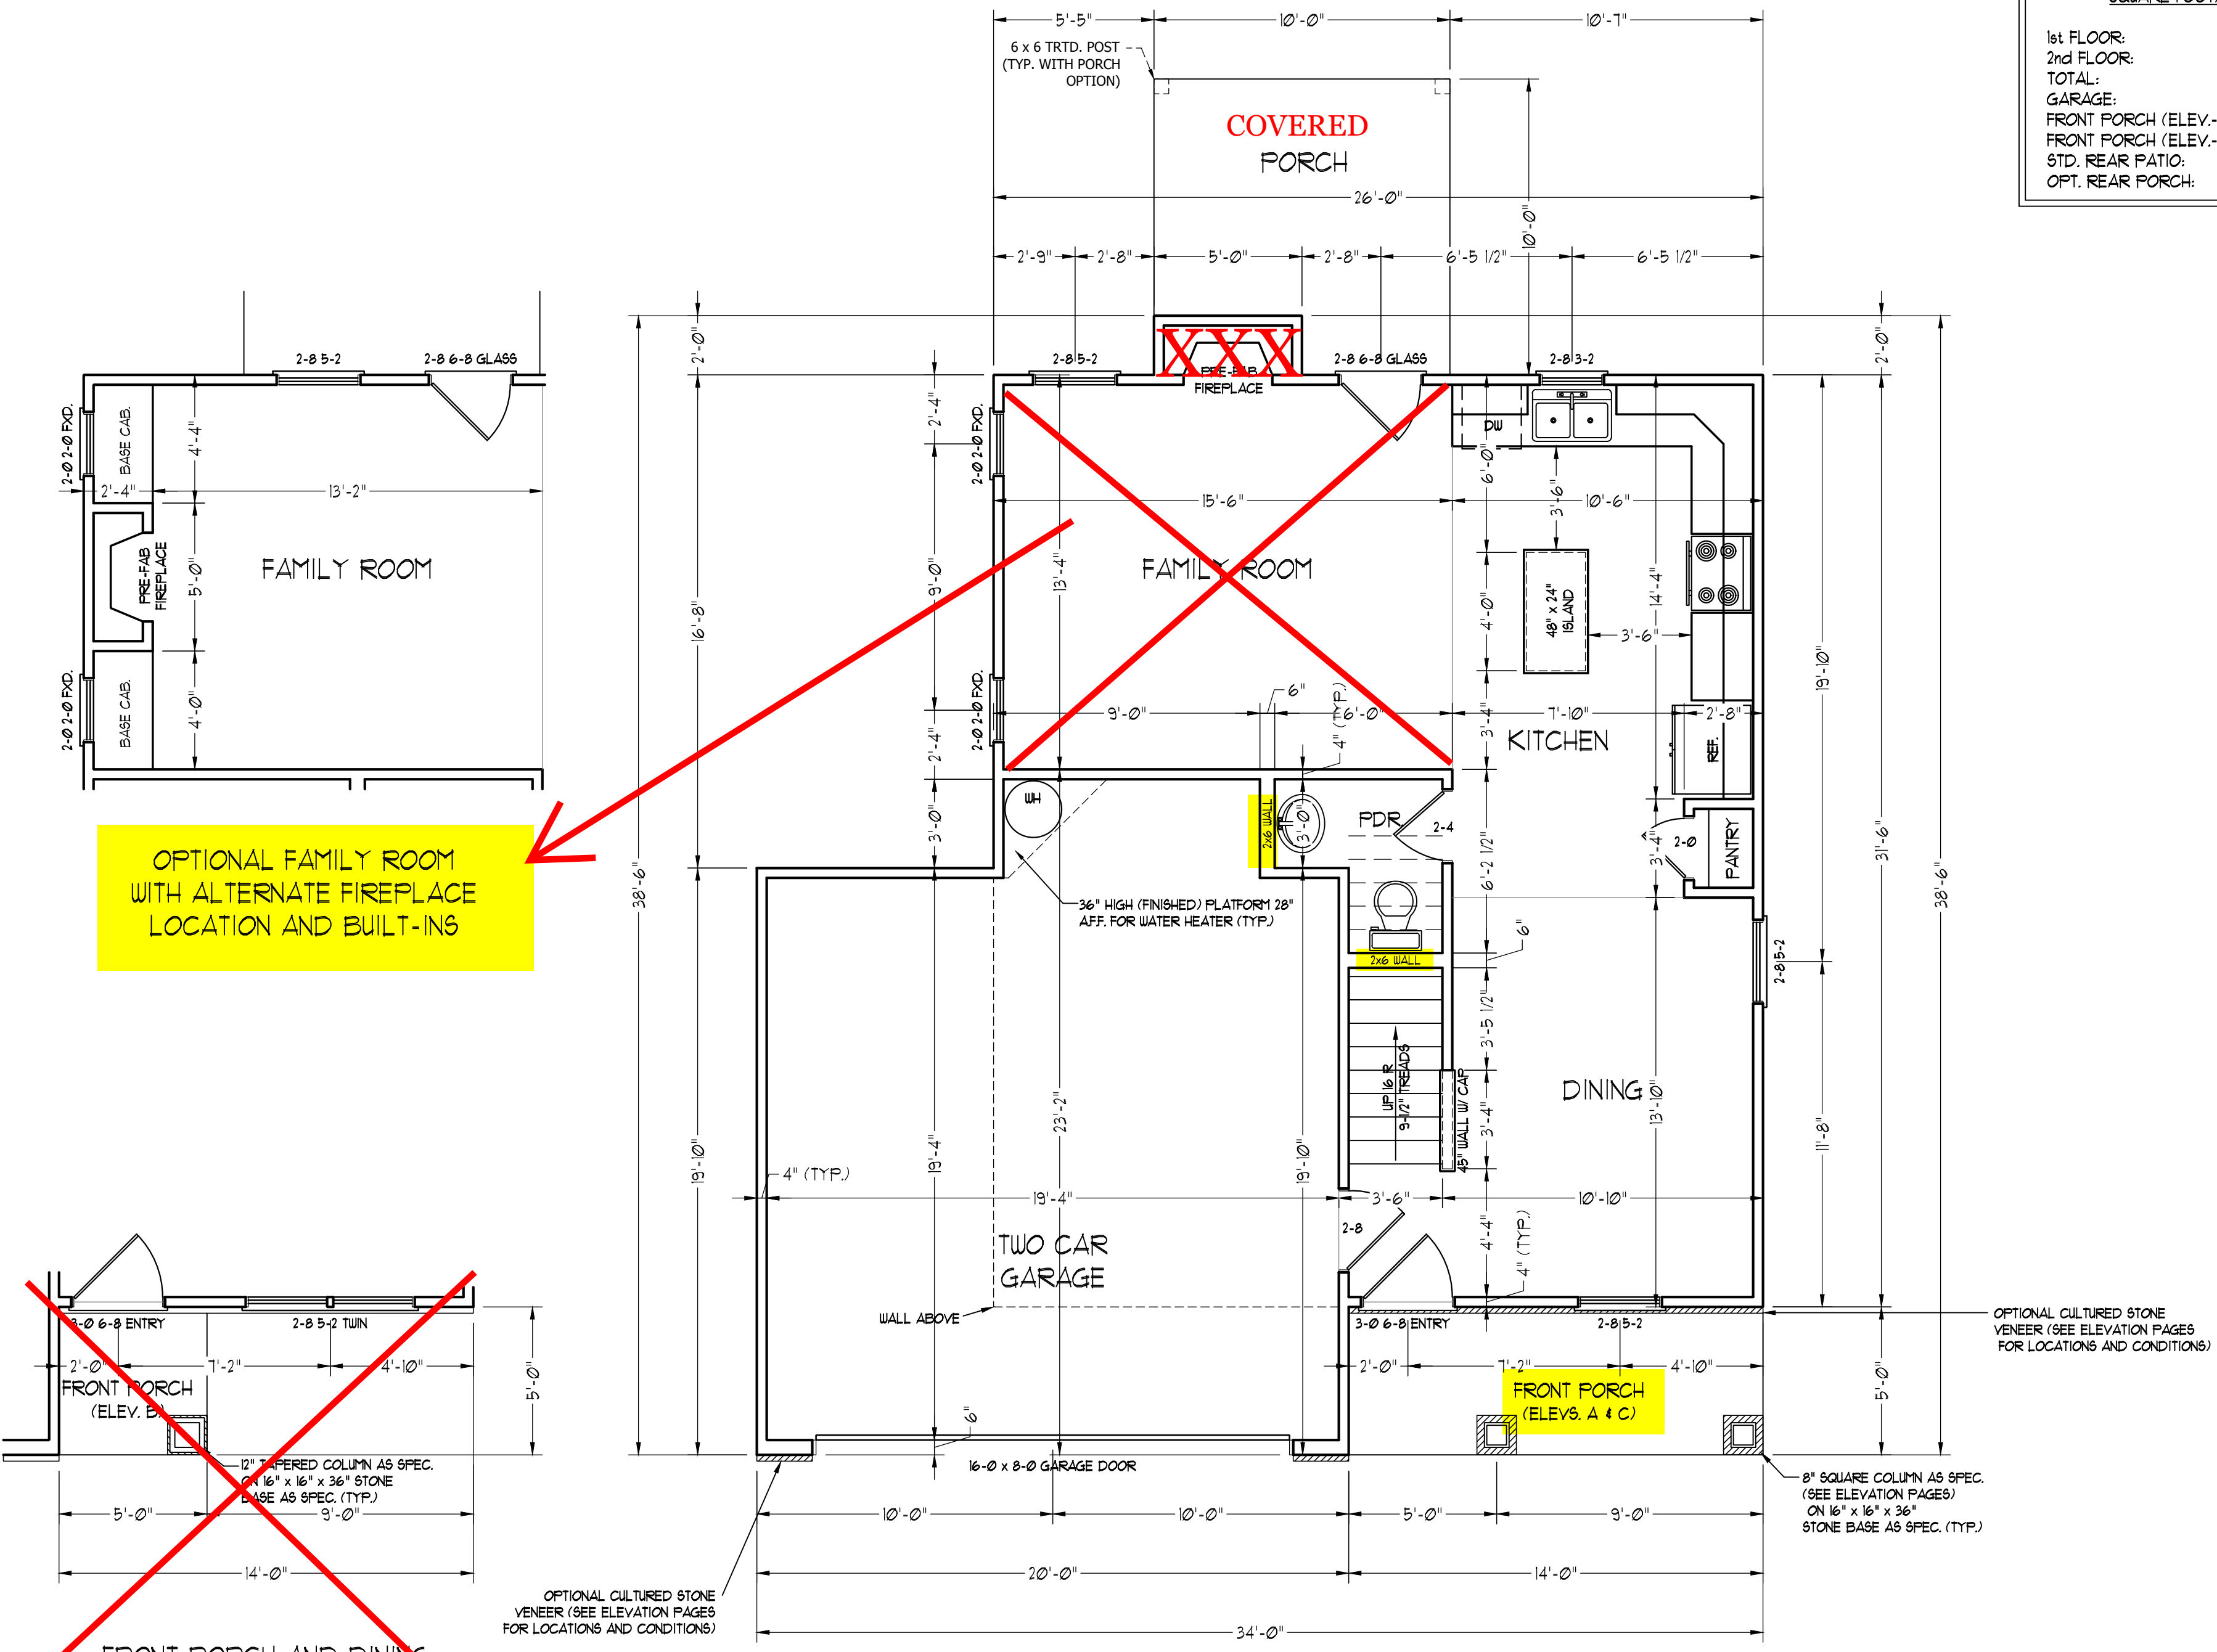 5'-5"
10'-0"
10'-7"
6 x 6 TRTD. POST
(TYP. WITH PORCH
OPTION)
COVERED
PORCH
26'-0"
10'-0"
2'-9"
2'-8"
5'-0"
2'-8"
6'-5 1/2"
6'-5 1/2"
1st FLOOR:
2nd FLOOR:
TOTAL:
GARAGE:
FRONT PORCH (ELEV.-
FRONT PORCH (ELEV.-
STD. REAR PATIO:
OPT. REAR PORCH:
2-8 5-2
2-8 6-8 GLASS
2-0 2-0 FXD.
BASE CAB.
4'-4"
2'-4"
13'-2"
PRE-FAB
FIREPLACE
5'-0"
FAMILY ROOM
2-0 2-0 FXD.
BASE CAB.
4'-0"
OPTIONAL FAMILY ROOM
WITH ALTERNATE FIREPLACE
LOCATION AND BUILT-INS
2'-0"
2'-0"
2-8 5-2
XXX
PRE-FAB
FIREPLACE
2-8 6-8 GLASS
2-8 3-2
2'-4"
2-0 2-0 FXD.
DW
6'-0"
3'-6"
15'-6"
10'-6"
16'-8"
9'-0"
13'-4"
FAMILY ROOM
4'-0"
48" x 24"
ISLAND
14'-4"
3'-6"
19'-10"
2'-4"
2-0 2-0 FXD.
9'-0"
6"
6'-0"
4" (TYP.)
3'-4"
7'-10"
2'-8"
KITCHEN
REF.
3'-0"
WH
2x6 WALL
3'-0"
PDR.
2-4
6'-2 1/2"
3'-4"
2-0
PANTRY
38'-6"
31'-6"
38'-6"
36" HIGH (FINISHED) PLATFORM 28"
A.F.F. FOR WATER HEATER (TYP.)
2x6 WALL
6"
2-8 5-2
3'-5 1/2"
UP 16 R
9-1/2" TREADS
45" WALL W/ CAP
3'-4"
DINING
13'-10"
11'-8"
19'-10"
4" (TYP.)
19'-4"
23'-2"
19'-10"
19'-4"
3'-6"
10'-10"
2-8
4'-4"
4" (TYP.)
TWO CAR
GARAGE
WALL ABOVE
3-0 6-8 ENTRY
2-8 5-2
OPTIONAL CULTURED STONE
VENEER (SEE ELEVATION PAGES
FOR LOCATIONS AND CONDITIONS)
2'-0"
7'-2"
4'-10"
5'-0"
FRONT PORCH
(ELEVS. A & C)
6"
16-0 x 8-0 GARAGE DOOR
8" SQUARE COLUMN AS SPEC.
(SEE ELEVATION PAGES)
ON 16" x 16" x 36"
STONE BASE AS SPEC. (TYP.)
10'-0"
10'-0"
5'-0"
9'-0"
20'-0"
14'-0"
34'-0"
OPTIONAL CULTURED STONE
VENEER (SEE ELEVATION PAGES
FOR LOCATIONS AND CONDITIONS)
3-0 6-8 ENTRY
2-8 5-2 TWIN
2'-0"
7'-2"
4'-10"
5'-0"
FRONT PORCH
(ELEV. B)
12" TAPERED COLUMN AS SPEC.
ON 16" x 16" x 36" STONE
BASE AS SPEC. (TYP.)
5'-0"
9'-0"
14'-0"
FRONT PORCH AND DINING